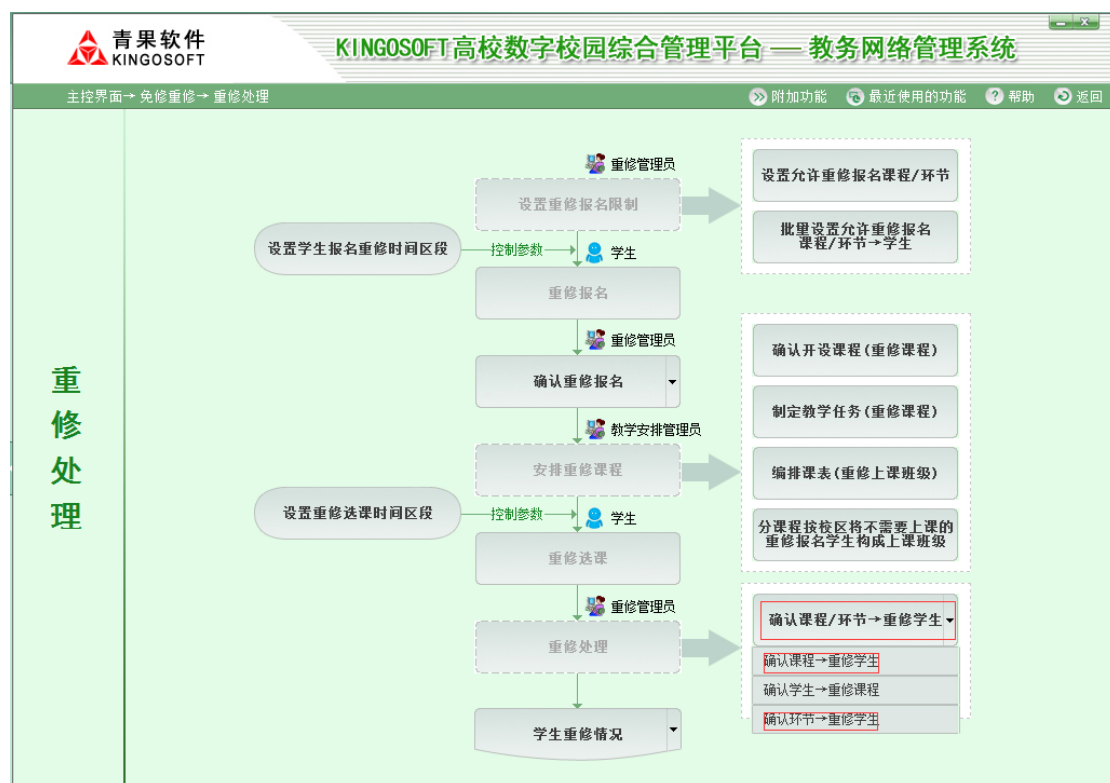 青果软件
KINGOSOFT
KINGOSOFT高校数字校园综合管理平台 — 教务网络管理系统
主控界面→ 免修重修→ 重修处理
附加功能
最近使用的功能
帮助
返回
重修处理
重修管理员
设置重修报名限制
设置允许重修报名课程/环节
批量设置允许重修报名
课程/环节→学生
设置学生报名重修时间区段
控制参数
学生
重修报名
重修管理员
确认重修报名
确认开设课程(重修课程)
制定教学任务(重修课程)
教学安排管理员
安排重修课程
编排课表(重修上课班级)
设置重修选课时间区段
控制参数
学生
分课程按校区将不需要上课的
重修报名学生构成上课班级
重修选课
重修管理员
重修处理
确认课程/环节→重修学生
确认课程→重修学生
确认学生→重修课程
确认环节→重修学生
学生重修情况